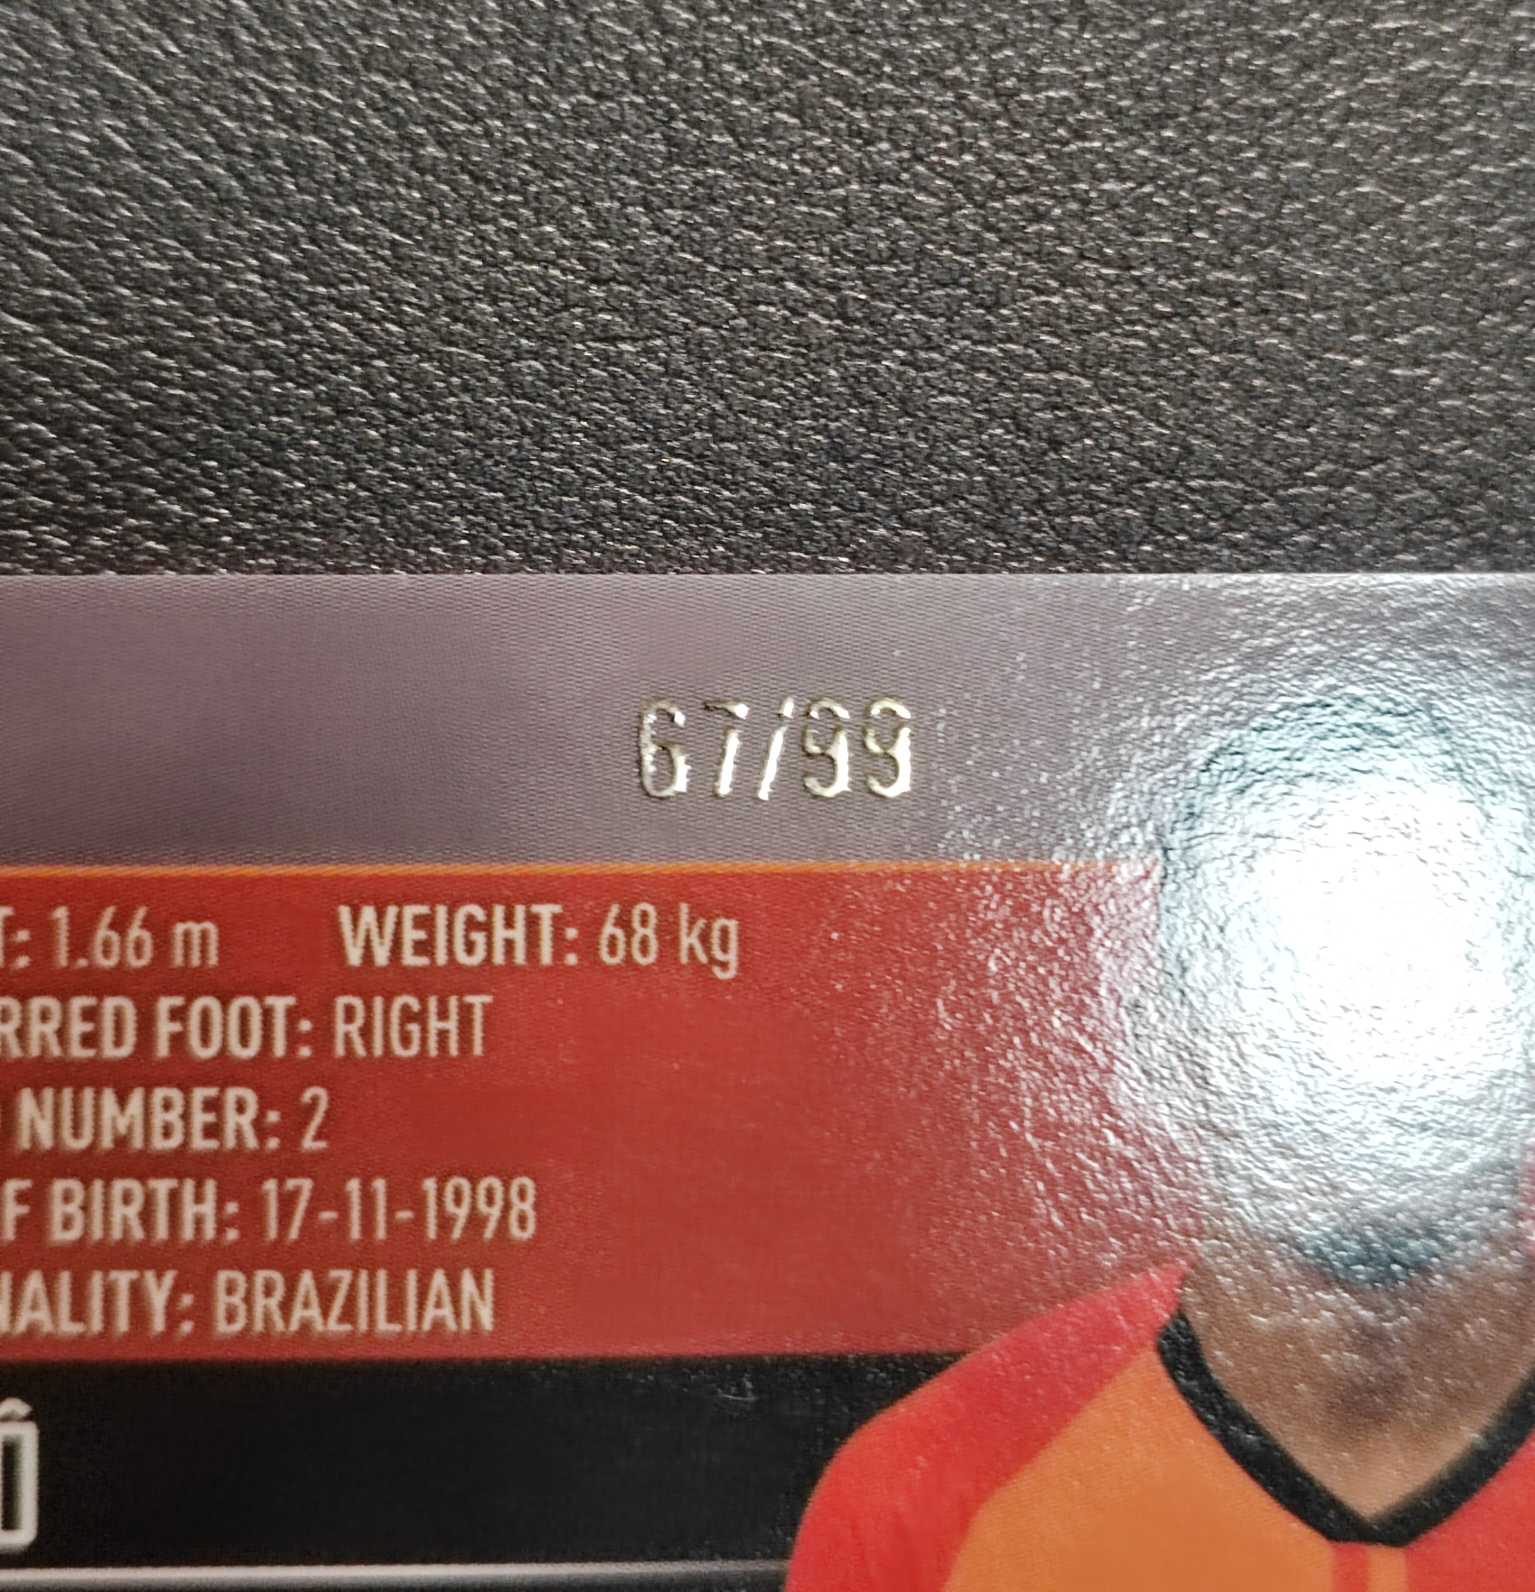 67/99
T: 1.66 m WEIGHT: 68 kg
RRED FOOT: RIGHT
NUMBER: 2
F BIRTH: 17-11-1998
NALITY: BRAZILIAN
Ô